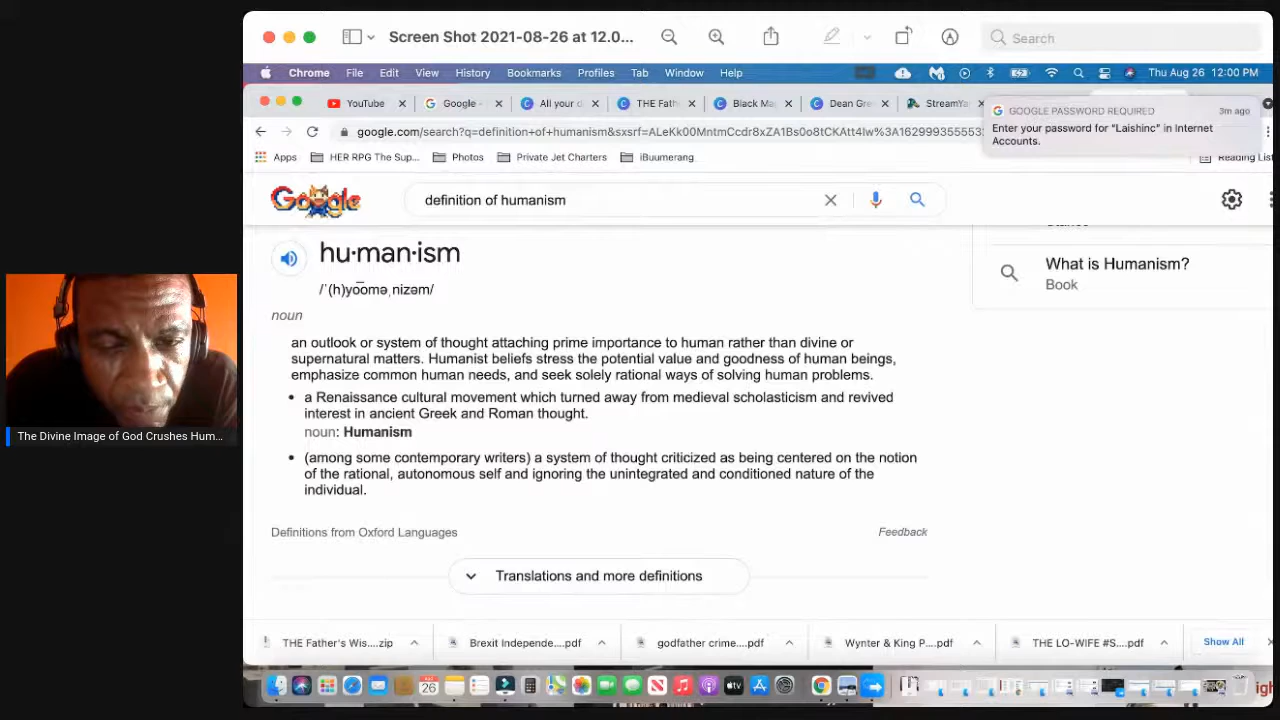 Screen Shot 2021-08-26 at 12.0...
Search
Chrome File Edit View History Bookmarks Profiles Tab Window Help
Thu Aug 26 12:00 PM
YouTube
Google -
All your d
THE Fath
Black Ma
Dean Gre
StreamYa
GOOGLE PASSWORD REQUIRED 3m ago
Enter your password for "Laishinc" in Internet
Accounts.
google.com/search?q=definition+of+humanism&sxsrf=
Apps HER RPG The Sup... Photos Private Jet Charters iBuumerang
Reading List
Google
definition of humanism
hu·man·ism
/ˈ(h)yo͞oməˌnizəm/
noun
What is Humanism?
Book
an outlook or system of thought attaching prime importance to human rather than divine or
supernatural matters. Humanist beliefs stress the potential value and goodness of human beings,
emphasize common human needs, and seek solely rational ways of solving human problems.
• a Renaissance cultural movement which turned away from medieval scholasticism and revived
interest in ancient Greek and Roman thought.
noun: Humanism
• (among some contemporary writers) a system of thought criticized as being centered on the notion
of the rational, autonomous self and ignoring the unintegrated and conditioned nature of the
individual.
Definitions from Oxford Languages
Feedback
Translations and more definitions
THE Father's Wis....zip
Brexit Independe....pdf
godfather crime....pdf
Wynter & King P....pdf
THE LO-WIFE #S....pdf
Show All
The Divine Image of God Crushes Hum...
AUG
26